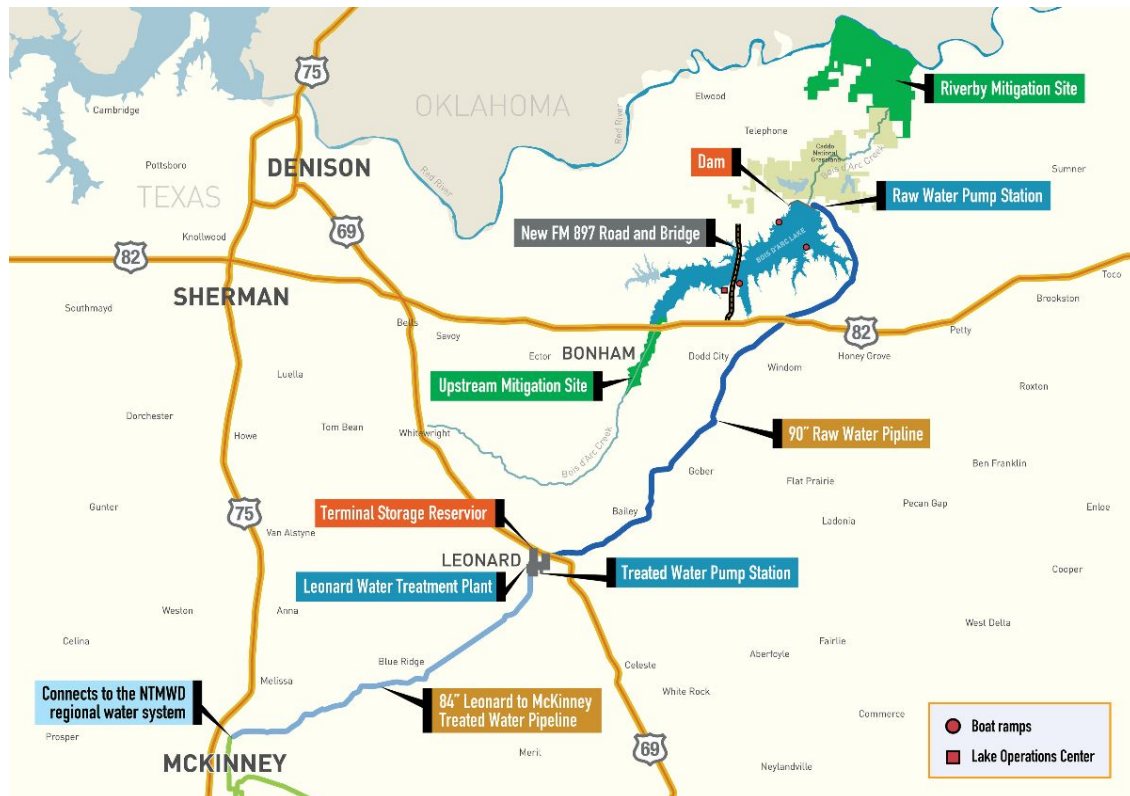 75
Cambridge
OKLAHOMA
Elwood
Riverby Mitigation Site
Red River
Telephone
Pottsboro
DENISON
Caddo
National
Grassland
Bois d'Arc Creek
Dam
Sumner
TEXAS
Red River
Raw Water Pump Station
69
Knollwood
New FM 897 Road and Bridge
BOIS D'ARC LAKE
82
Toco
SHERMAN
Brookston
Southmayd
Bells
Savoy
82
Petty
Ector
BONHAM
Dodd City
Honey Grove
Windom
Luella
Upstream Mitigation Site
Roxton
Dorchester
Tom Bean
Whitewright
Howe
90" Raw Water Pipline
Bois d'Arc Creek
Gober
Ben Franklin
Flat Prairie
Gunter
75
Terminal Storage Reservior
Bailey
Pecan Gap
Enloe
Ladonia
Van Alstyne
LEONARD
Leonard Water Treatment Plant
Treated Water Pump Station
Cooper
Weston
Anna
West Delta
Celina
Fairlie
Blue Ridge
Aberfoyle
Celeste
Melissa
White Rock
Connects to the NTMWD
regional water system
84" Leonard to McKinney
Treated Water Pipeline
Commerce
Prosper
Merit
69
MCKINNEY
Neylandville
Boat ramps
Lake Operations Center